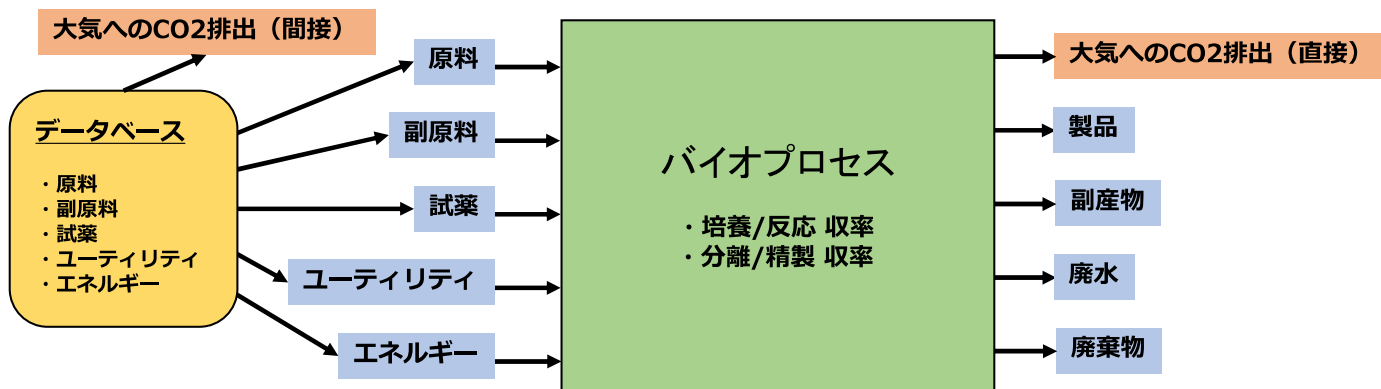 大気へのCO2排出（間接）
データベース
・原料
・副原料
・試薬
・ユーティリティ
・エネルギー
原料
副原料
試薬
ユーティリティ
エネルギー
バイオプロセス
・培養/反応 収率
・分離/精製 収率
大気へのCO2排出（直接）
製品
副産物
廃水
廃棄物